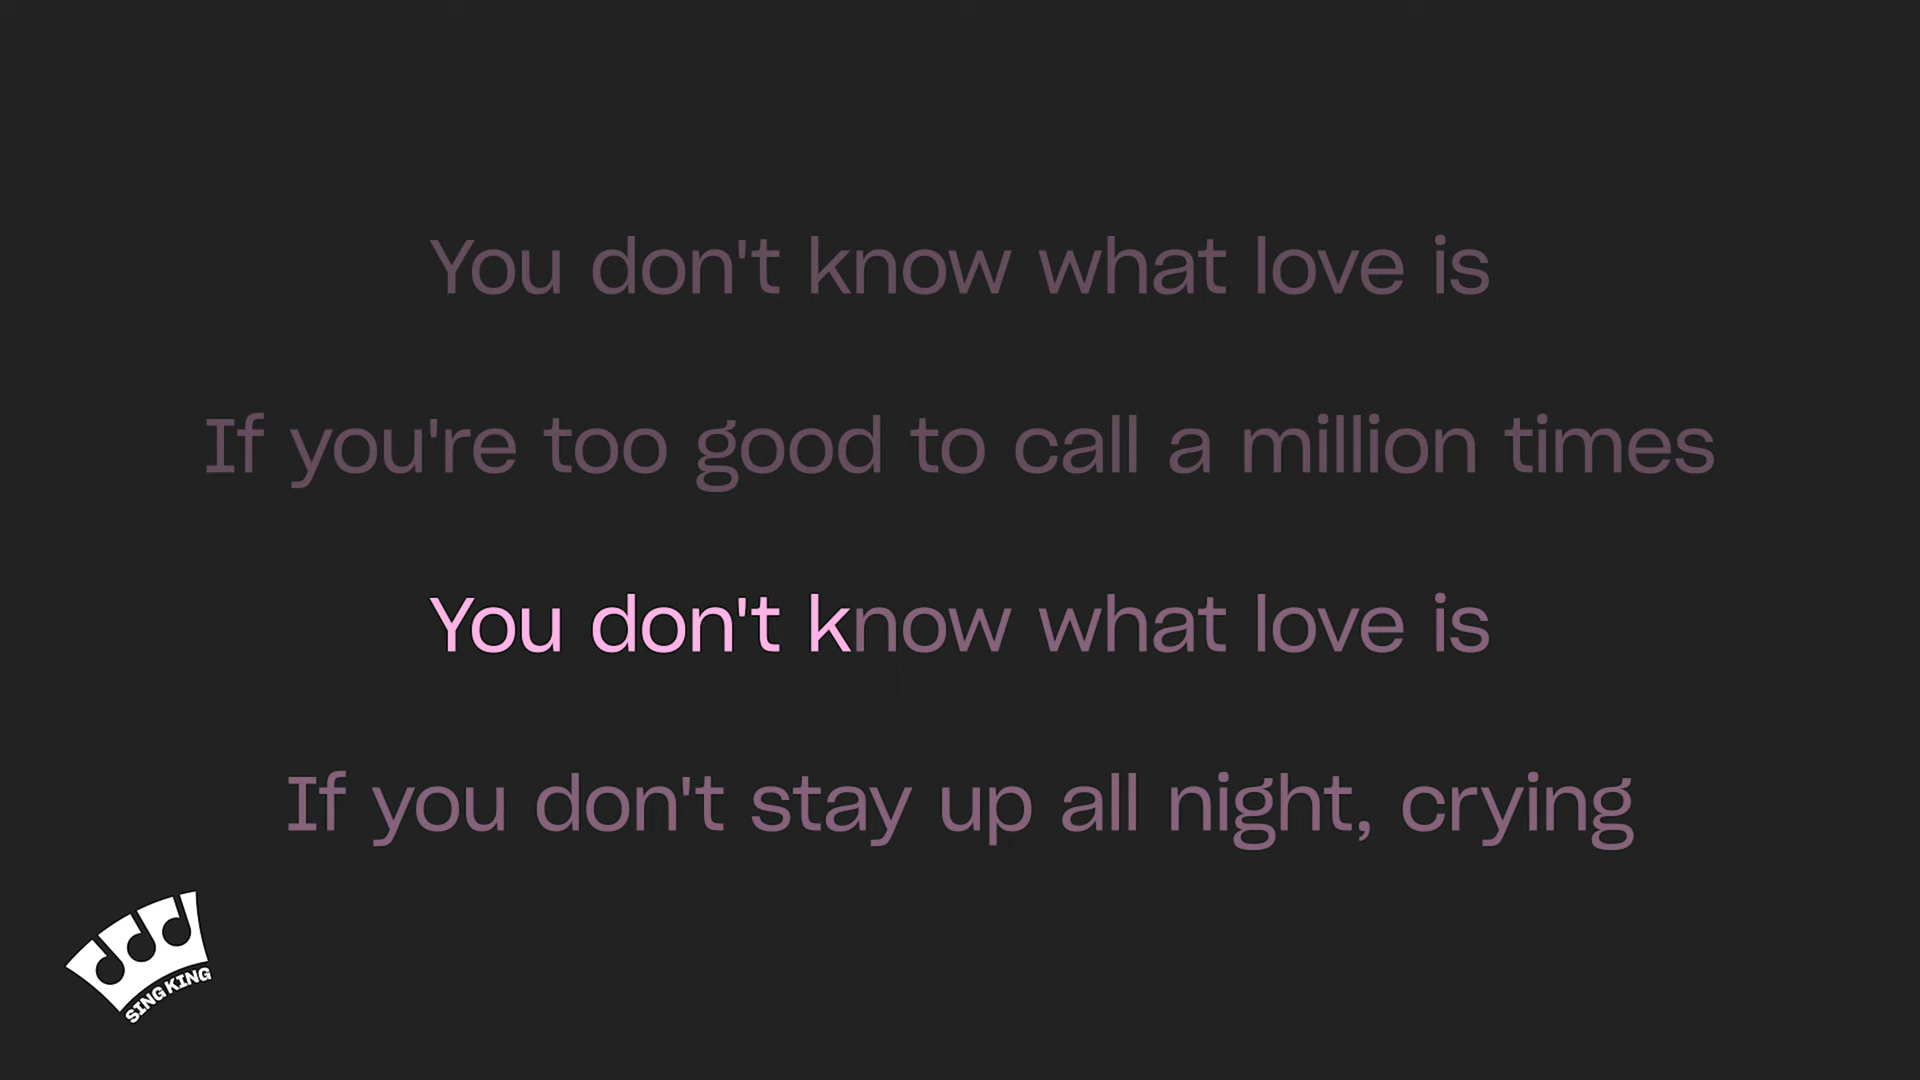 You don't know what love is
If you're too good to call a million times
You don't know what love is
If you don't stay up all night, crying
SING KING